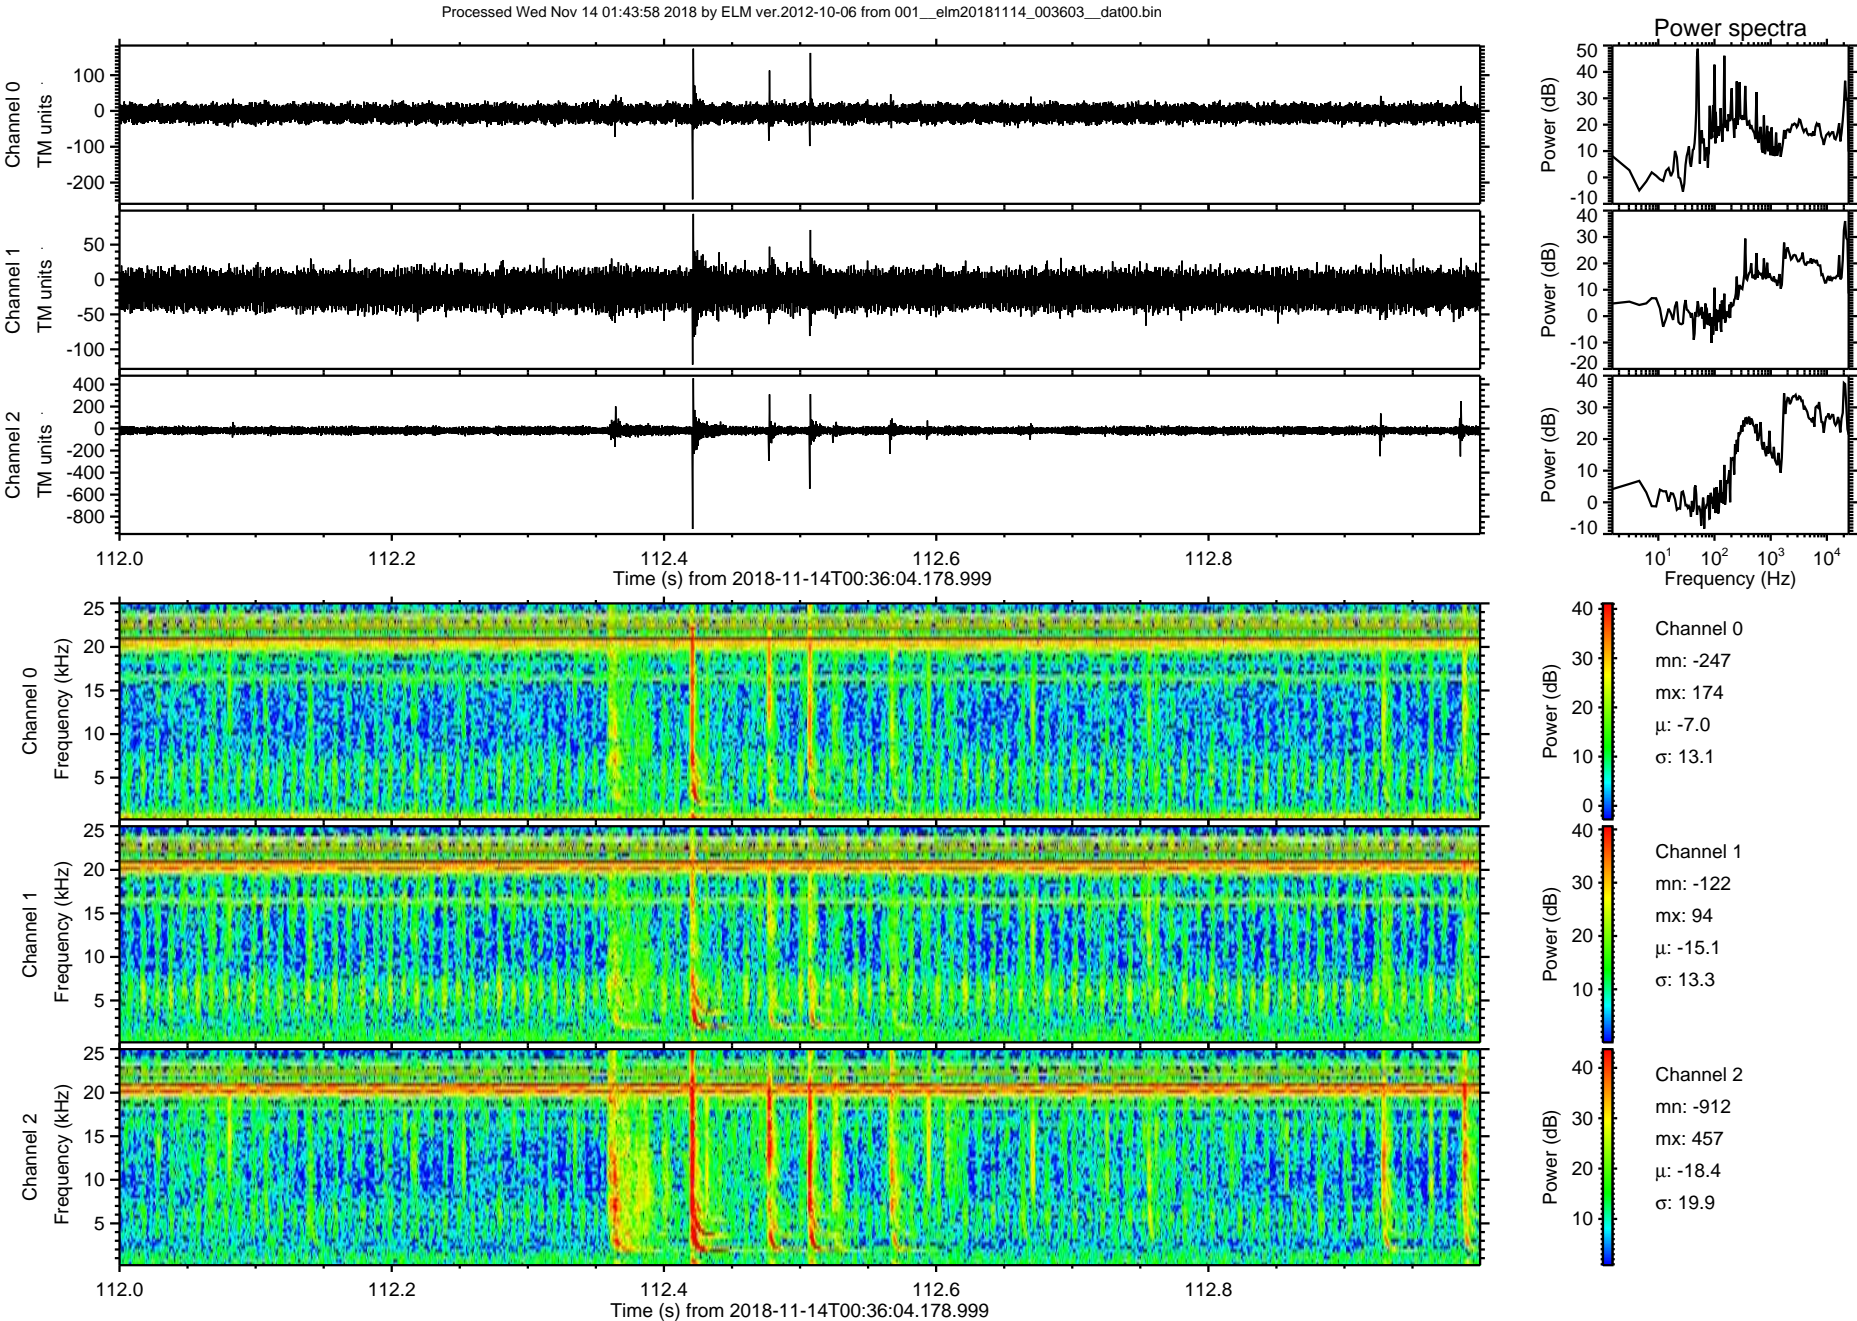 Processed Wed Nov 14 01:43:58 2018 by ELM ver.2012-10-06 from 001__elm20181114_003603__dat00.bin
Power spectra
Channel 0
TM units
100
0
-100
-200
Power (dB)
50
40
30
20
10
0
-10
Channel 1
TM units
50
0
-50
-100
Power (dB)
40
30
20
10
0
-10
-20
Channel 2
TM units
400
200
0
-200
-400
-600
-800
Power (dB)
40
30
20
10
0
-10
112.0 112.2 112.4 112.6 112.8
Time (s) from 2018-11-14T00:36:04.178.999
10¹ 10² 10³ 10⁴
Frequency (Hz)
Channel 0
Frequency (kHz)
25
20
15
10
5
Power (dB)
40
30
20
10
0
Channel 0
mn: -247
mx: 174
μ: -7.0
σ: 13.1
Channel 1
Frequency (kHz)
25
20
15
10
5
Power (dB)
40
30
20
10
Channel 1
mn: -122
mx: 94
μ: -15.1
σ: 13.3
Channel 2
Frequency (kHz)
25
20
15
10
5
Power (dB)
40
30
20
10
Channel 2
mn: -912
mx: 457
μ: -18.4
σ: 19.9
112.0 112.2 112.4 112.6 112.8
Time (s) from 2018-11-14T00:36:04.178.999